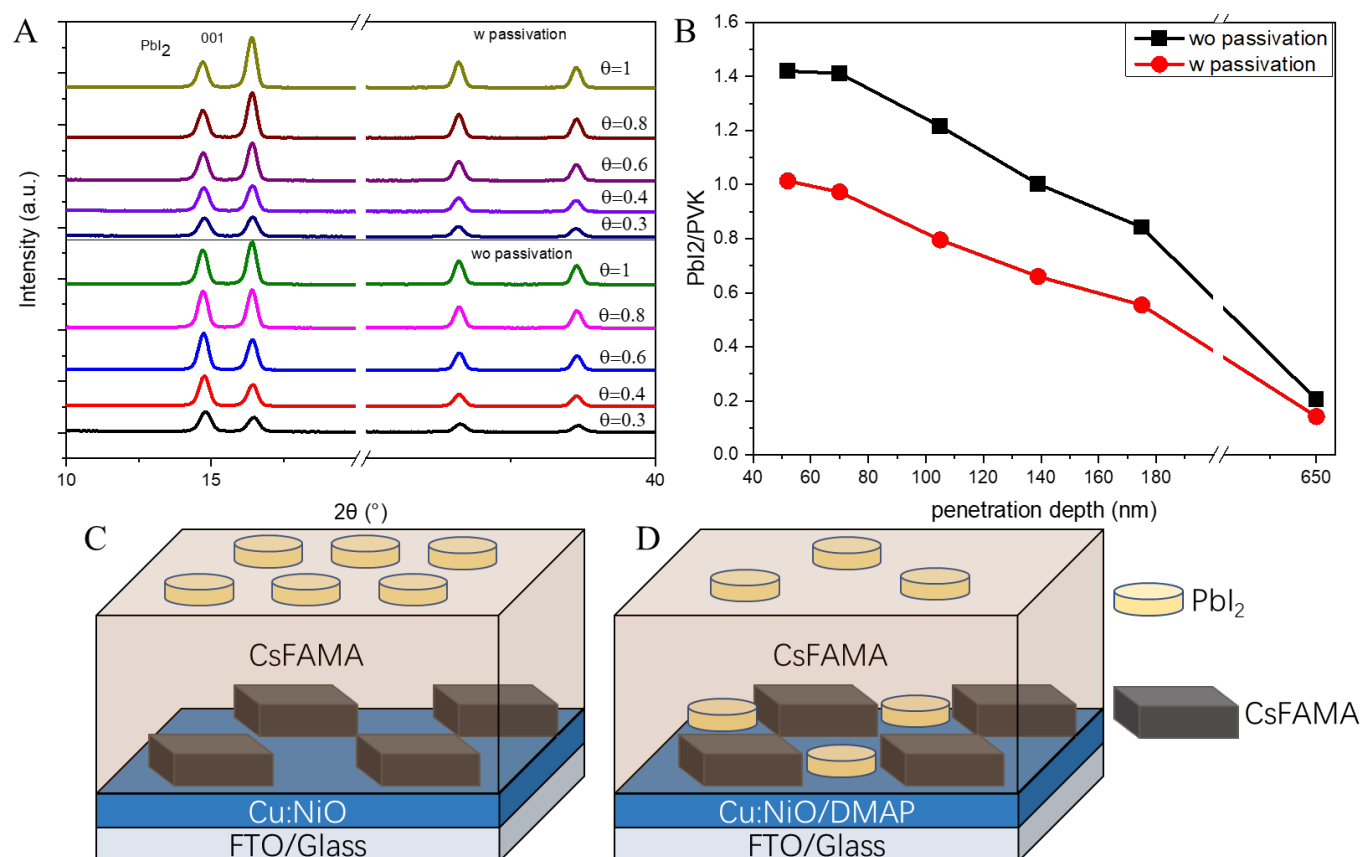 A
PbI2
001
w passivation
θ=1
θ=0.8
θ=0.6
θ=0.4
θ=0.3
wo passivation
θ=1
θ=0.8
θ=0.6
θ=0.4
θ=0.3
Intensity (a.u.)
10
15
40
2θ (°)
B
wo passivation
w passivation
1.6
1.4
1.2
1.0
0.8
0.6
0.4
0.2
0.0
PbI2/PVK
40
60
80
100
120
140
160
180
650
penetration depth (nm)
C
CsFAMA
Cu:NiO
FTO/Glass
D
CsFAMA
Cu:NiO/DMAP
FTO/Glass
PbI2
CsFAMA